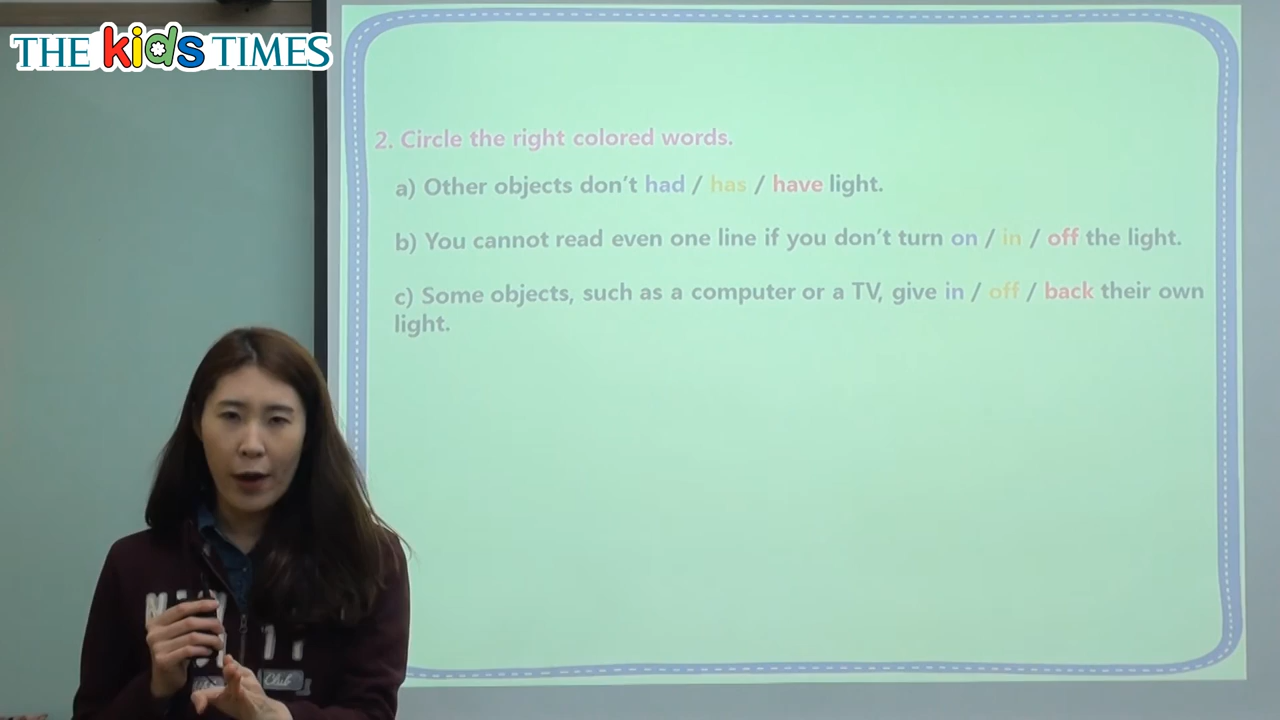 THE kids TIMES
2. Circle the right colored words.
a) Other objects don't had / has / have light.
b) You cannot read even one line if you don't turn on / in / off the light.
c) Some objects, such as a computer or a TV, give in / off / back their own
light.
Club